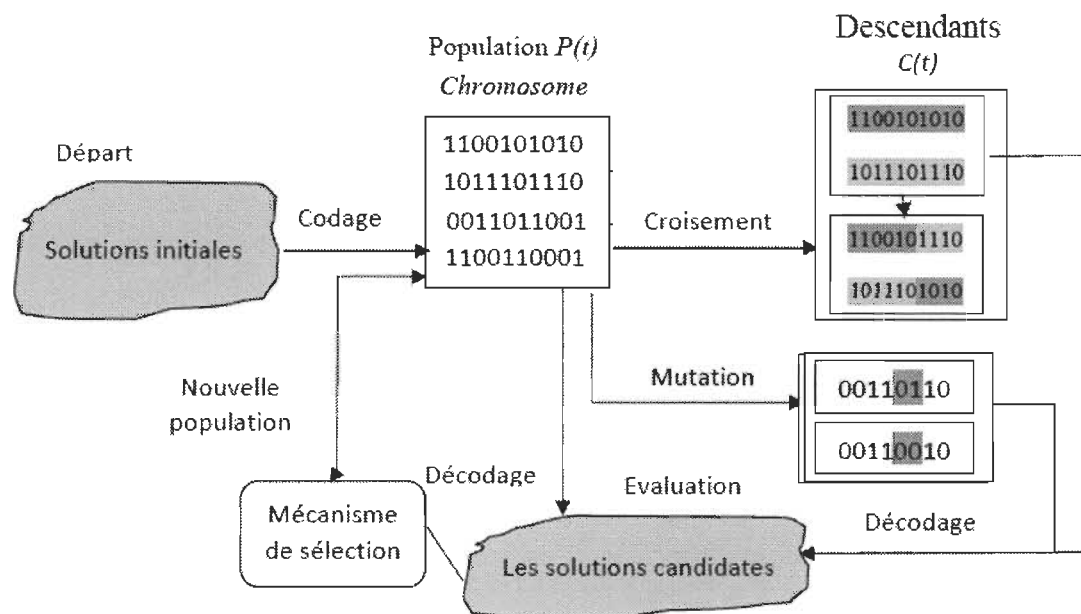 Population P(t)
Chromosome
Descendants
C(t)
Départ
Solutions initiales
Codage
1100101010
1011101110
0011011001
1100110001
Croisement
1100101010
1011101110
1100101110
1011101010
Nouvelle
population
Mutation
00110110
00110010
Décodage
Evaluation
Décodage
Mécanisme
de sélection
Les solutions candidates